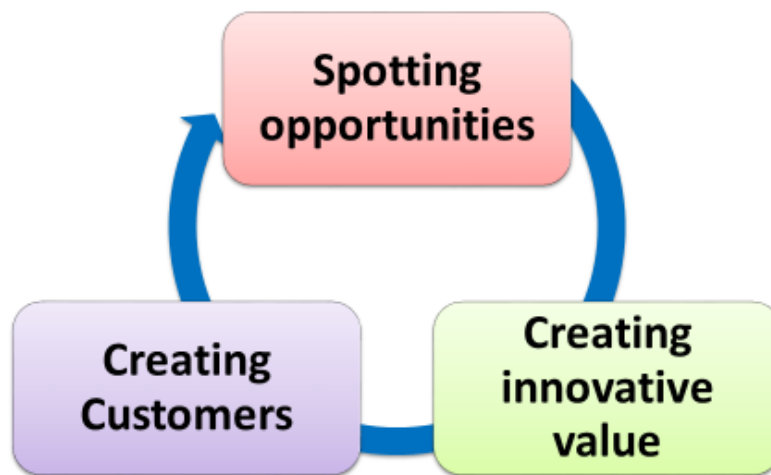 Spotting
opportunities
Creating
Customers
Creating
innovative
value